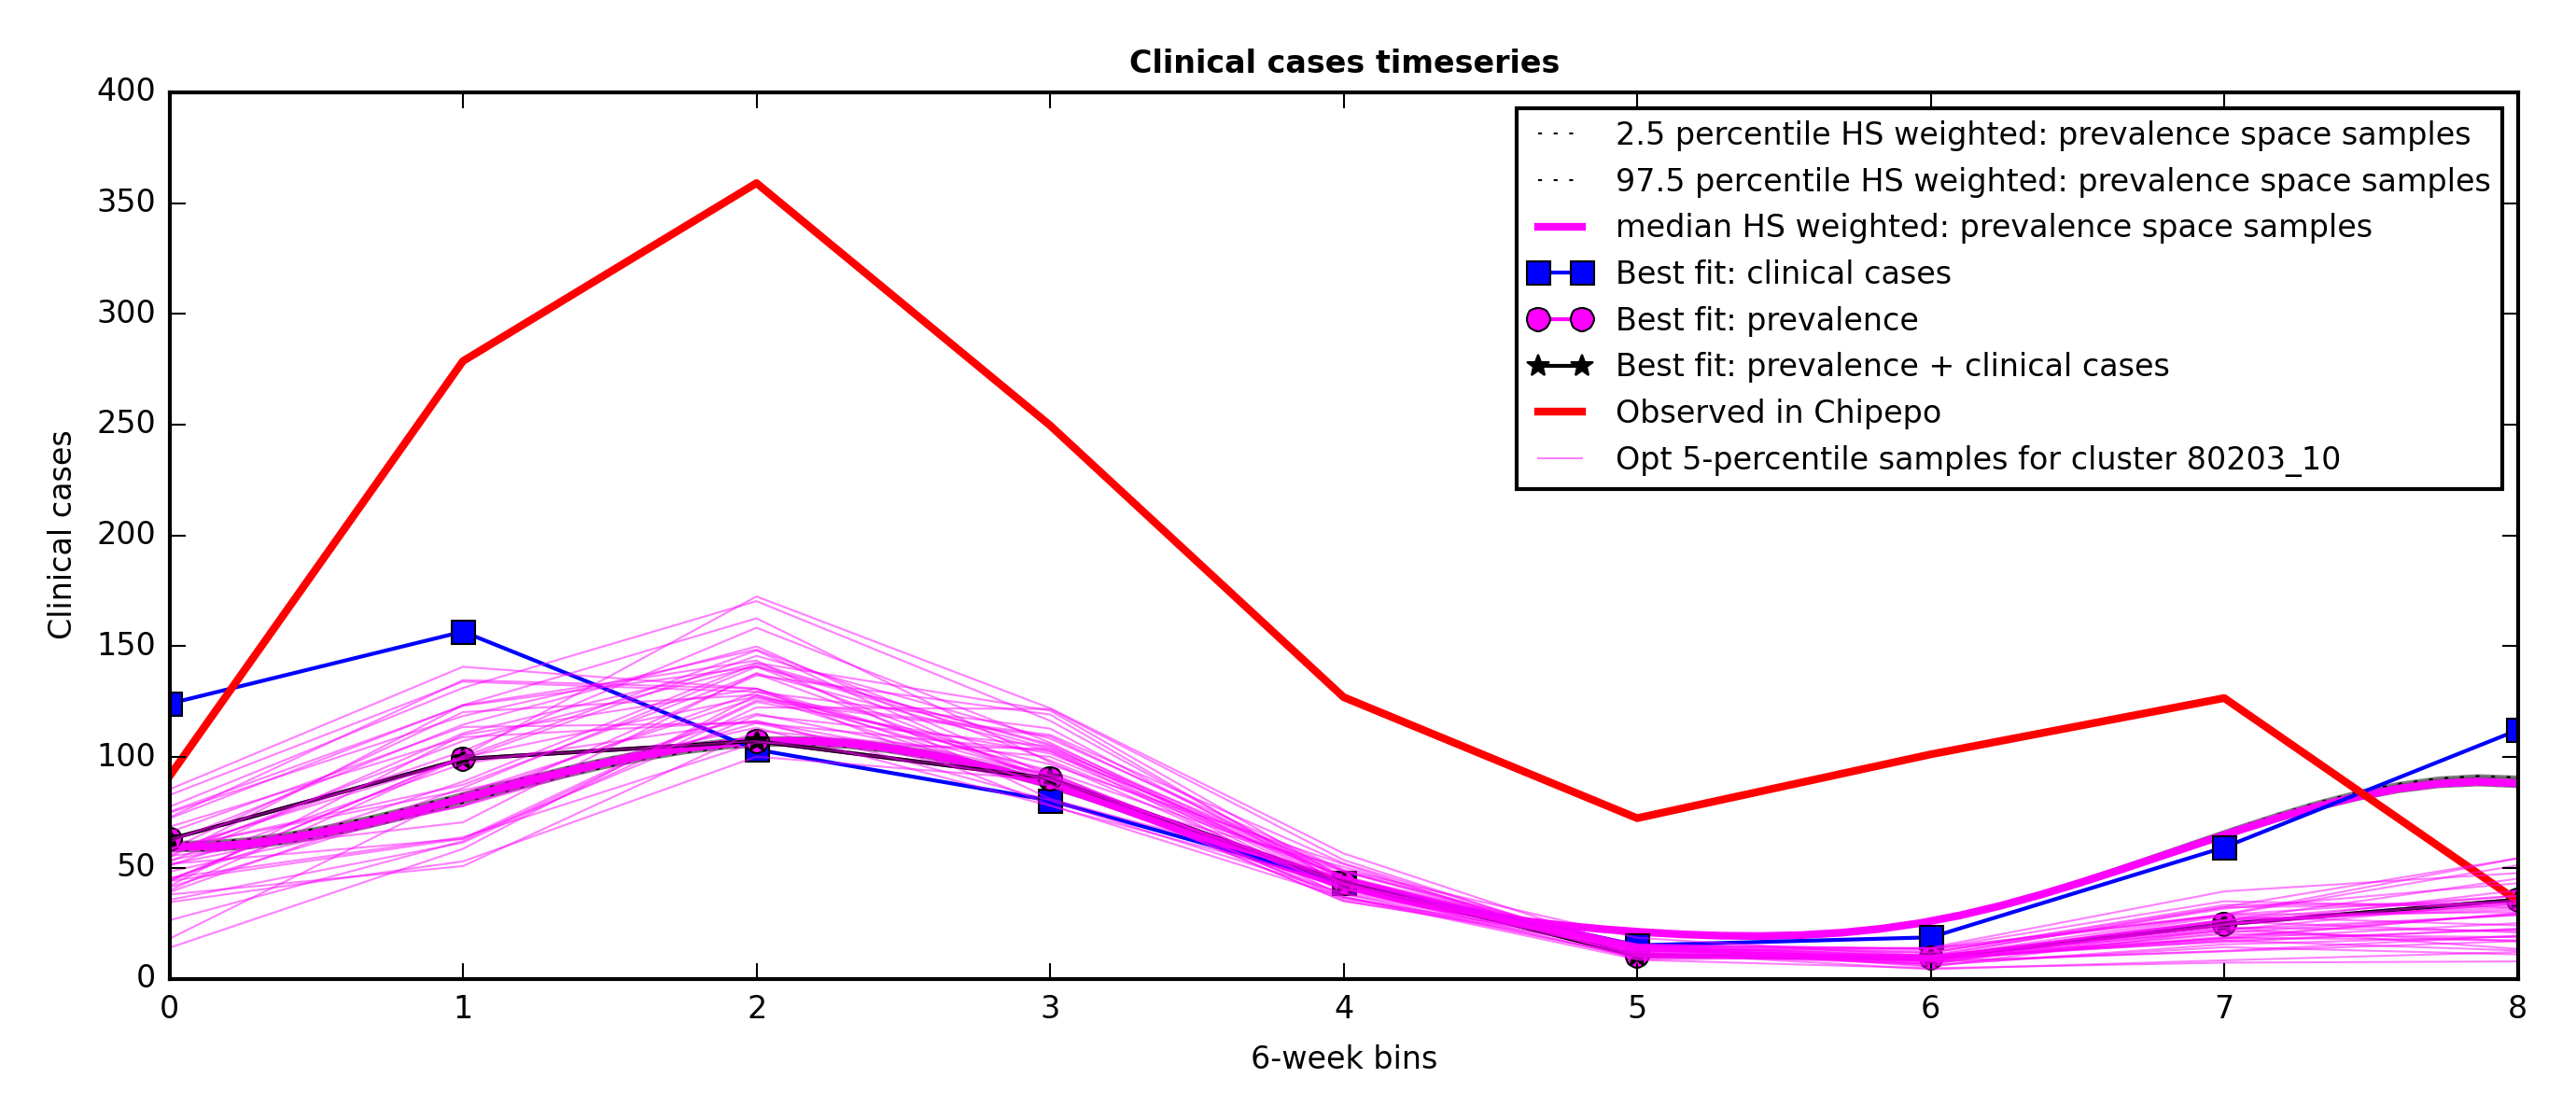 Clinical cases timeseries
400
350
300
250
200
150
100
50
0
Clinical cases
2.5 percentile HS weighted: prevalence space samples
97.5 percentile HS weighted: prevalence space samples
median HS weighted: prevalence space samples
Best fit: clinical cases
Best fit: prevalence
Best fit: prevalence + clinical cases
Observed in Chipepo
Opt 5-percentile samples for cluster 80203_10
0 1 2 3 4 5 6 7 8
6-week bins